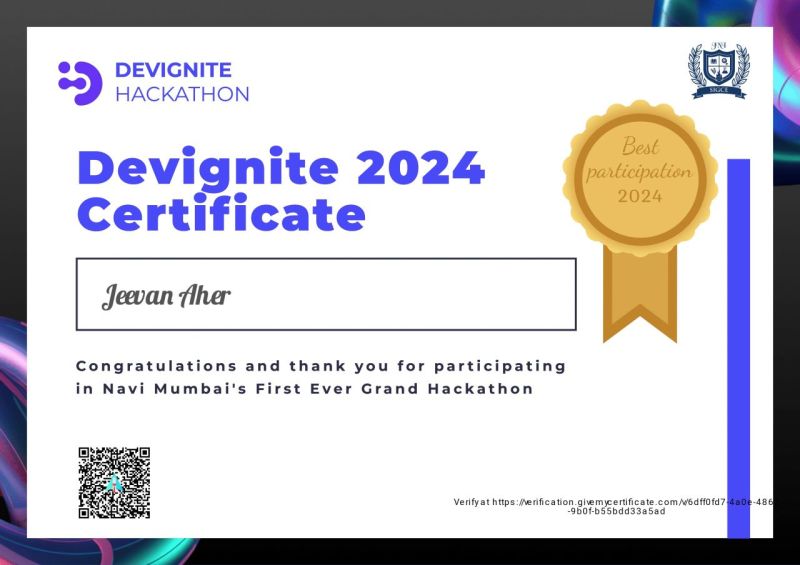 DEVIGNITE
HACKATHON
JNI
SIGCE
Best
participation
2024
Devignite 2024
Certificate
Jeevan Aher
Congratulations and thank you for participating
in Navi Mumbai's First Ever Grand Hackathon
Verify at https://verification.givemycertificate.com/v/6dff0fd7-4a0e-486
-9b0f-b55bdd33a5ad